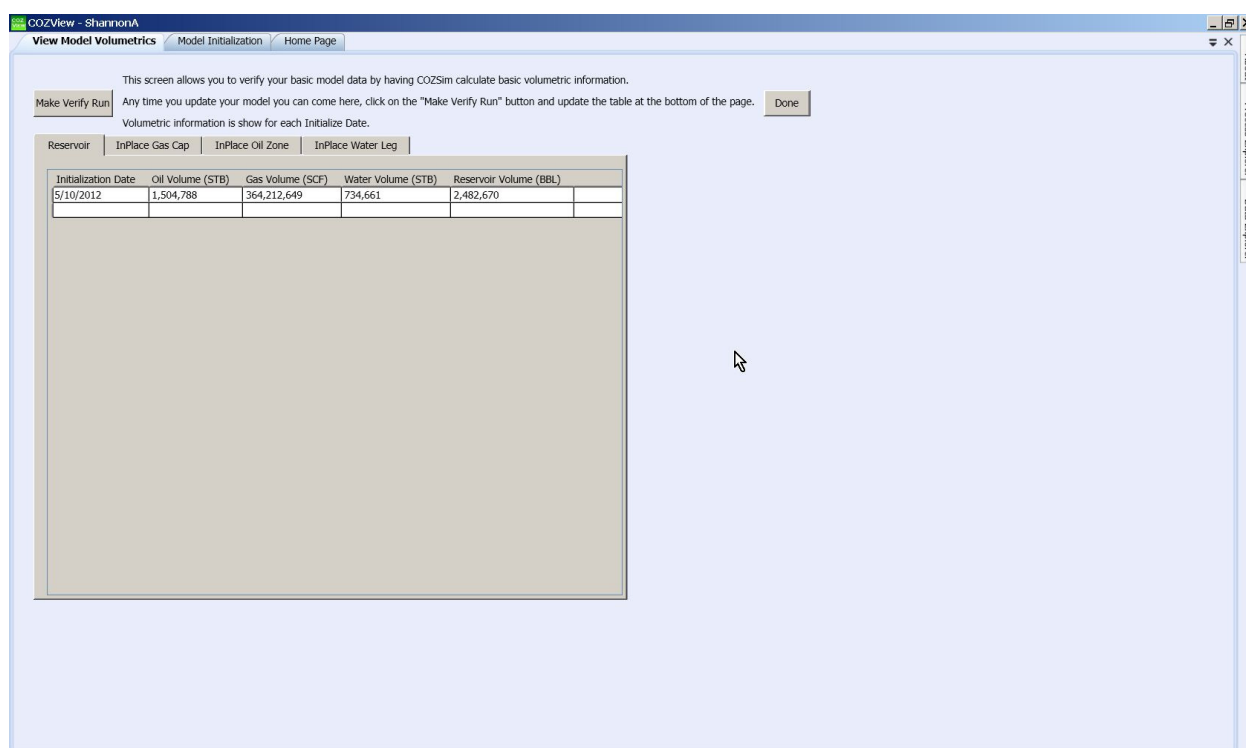 COZ View COZView - ShannonA
View Model Volumetrics Model Initialization Home Page
This screen allows you to verify your basic model data by having COZSim calculate basic volumetric information.
Make Verify Run Any time you update your model you can come here, click on the "Make Verify Run" button and update the table at the bottom of the page. Done
Volumetric information is show for each Initialize Date.
Reservoir InPlace Gas Cap InPlace Oil Zone InPlace Water Leg
Initialization Date Oil Volume (STB) Gas Volume (SCF) Water Volume (STB) Reservoir Volume (BBL)
5/10/2012 1,504,788 364,212,649 734,661 2,482,670